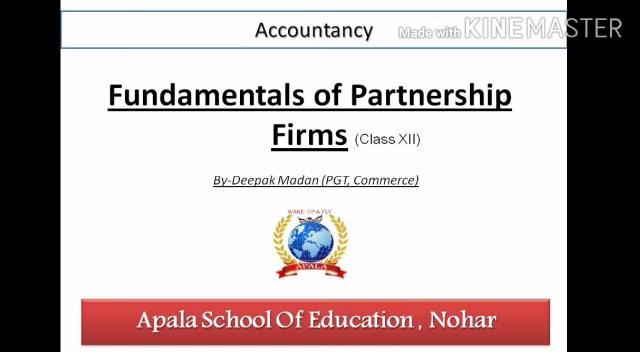 Accountancy
Made with KINEMASTER
Fundamentals of Partnership
Firms (Class XII)
By-Deepak Madan (PGT, Commerce)
WAKE-UP & FLY
APALA
Apala School Of Education , Nohar